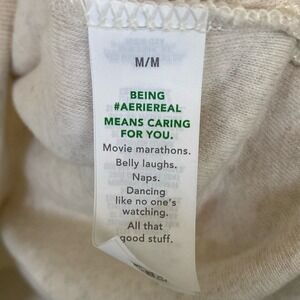 M/M
BEING
#AERIEREAL
MEANS CARING
FOR YOU.
Movie marathons.
Belly laughs.
Naps.
Dancing
like no one's
watching.
All that
good stuff.